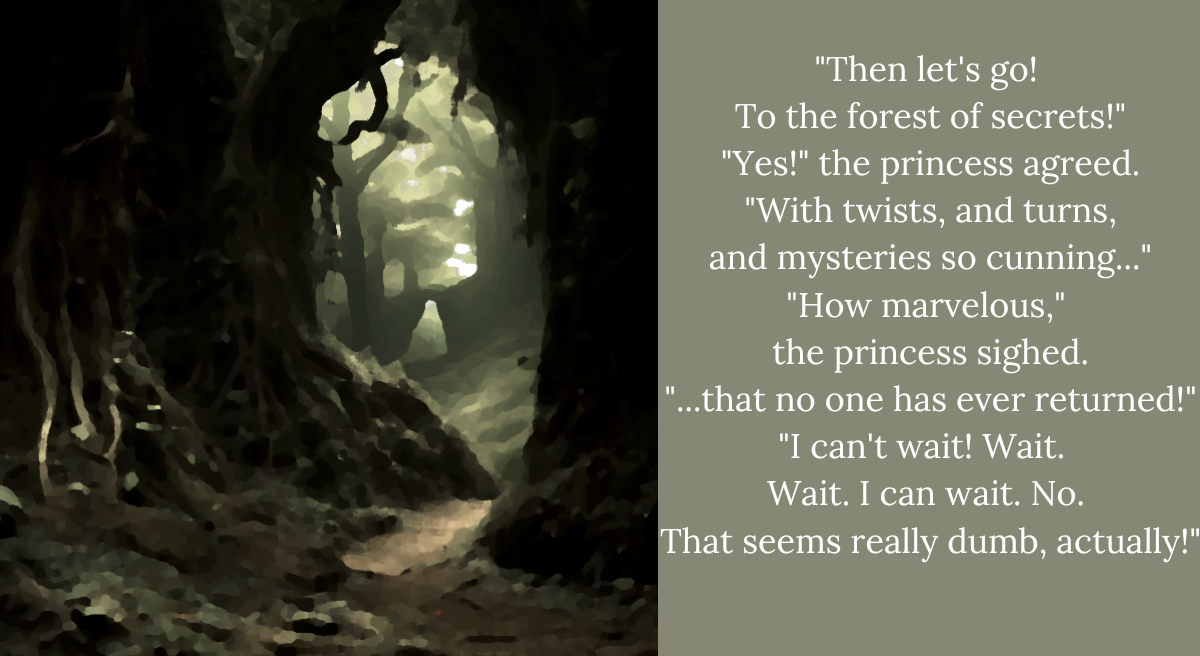 "Then let's go!
To the forest of secrets!"
"Yes!" the princess agreed.
"With twists, and turns,
and mysteries so cunning..."
"How marvelous,"
the princess sighed.
"...that no one has ever returned!"
"I can't wait! Wait.
Wait. I can wait. No.
That seems really dumb, actually!"